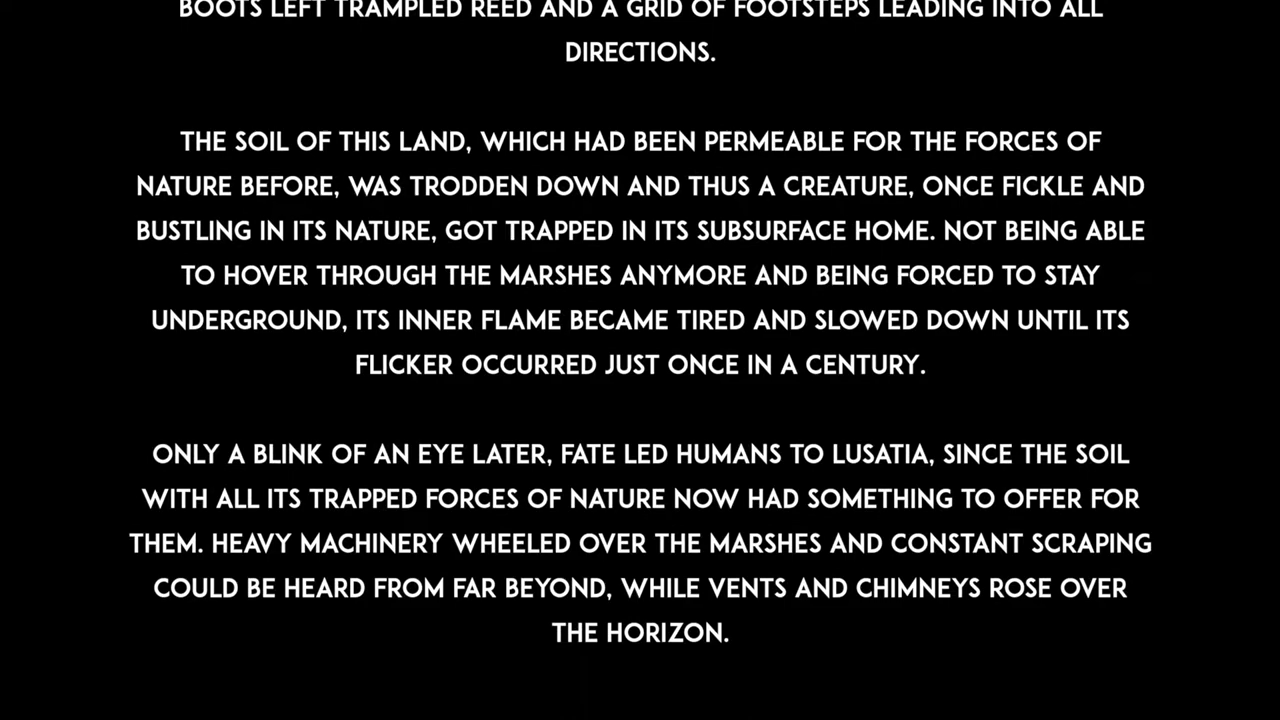 BOOTS LEFT TRAMPLED REED AND A GRID OF FOOTSTEPS LEADING INTO ALL
DIRECTIONS.
THE SOIL OF THIS LAND, WHICH HAD BEEN PERMEABLE FOR THE FORCES OF
NATURE BEFORE, WAS TRODDEN DOWN AND THUS A CREATURE, ONCE FICKLE AND
BUSTLING IN ITS NATURE, GOT TRAPPED IN ITS SUBSURFACE HOME. NOT BEING ABLE
TO HOVER THROUGH THE MARSHES ANYMORE AND BEING FORCED TO STAY
UNDERGROUND, ITS INNER FLAME BECAME TIRED AND SLOWED DOWN UNTIL ITS
FLICKER OCCURRED JUST ONCE IN A CENTURY.
ONLY A BLINK OF AN EYE LATER, FATE LED HUMANS TO LUSATIA, SINCE THE SOIL
WITH ALL ITS TRAPPED FORCES OF NATURE NOW HAD SOMETHING TO OFFER FOR
THEM. HEAVY MACHINERY WHEELED OVER THE MARSHES AND CONSTANT SCRAPING
COULD BE HEARD FROM FAR BEYOND, WHILE VENTS AND CHIMNEYS ROSE OVER
THE HORIZON.